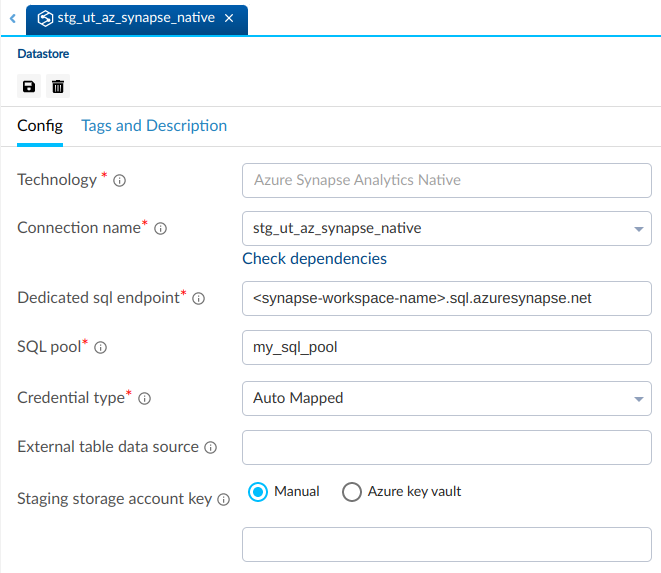 stg_ut_az_synapse_native ×
Datastore
Config Tags and Description
Technology * Azure Synapse Analytics Native
Connection name* stg_ut_az_synapse_native
Check dependencies
Dedicated sql endpoint* <synapse-workspace-name>.sql.azuresynapse.net
SQL pool* my_sql_pool
Credential type* Auto Mapped
External table data source
Staging storage account key Manual Azure key vault